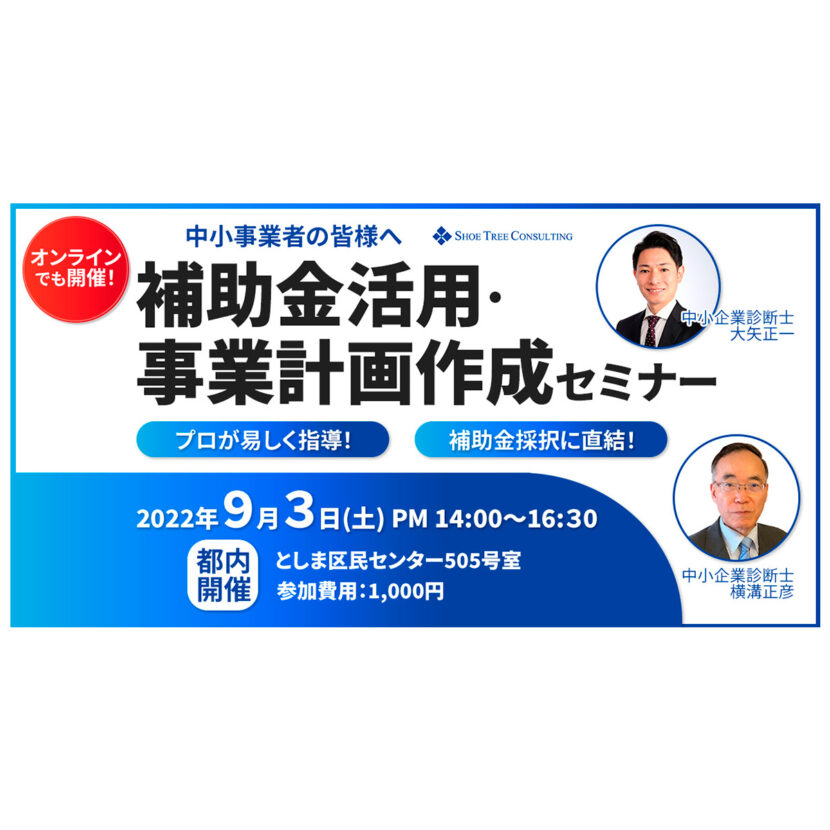 オンライン
でも開催！
中小事業者の皆様へ
SHOE TREE CONSULTING
補助金活用・
事業計画作成セミナー
プロが易しく指導！
補助金採択に直結！
中小企業診断士
大矢正一
2022年9月3日(土) PM 14:00〜16:30
都内
開催
としま区民センター505号室
参加費用：1,000円
中小企業診断士
横溝正彦